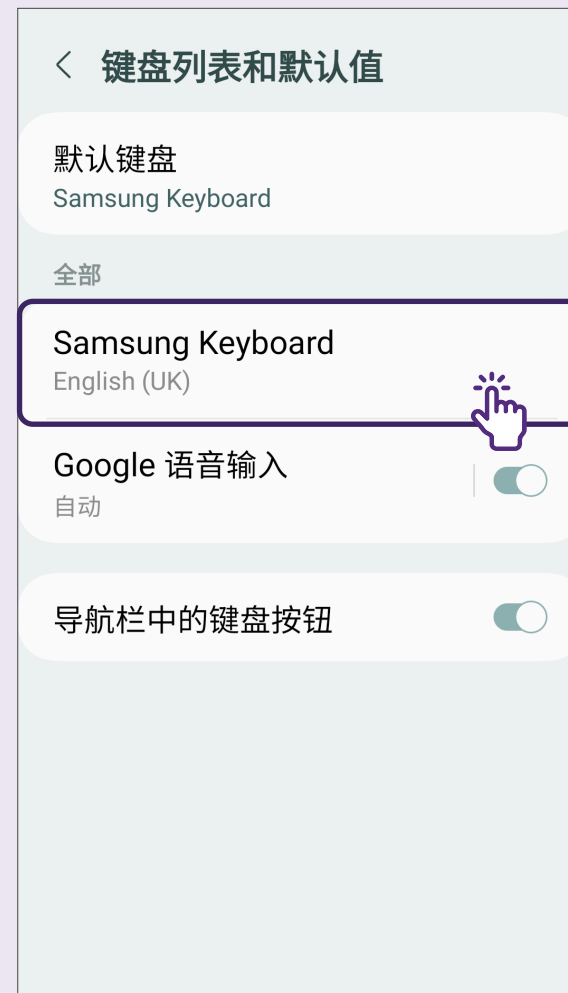 键盘列表和默认值
默认键盘
Samsung Keyboard
全部
Samsung Keyboard
English (UK)
Google 语音输入
自动
导航栏中的键盘按钮